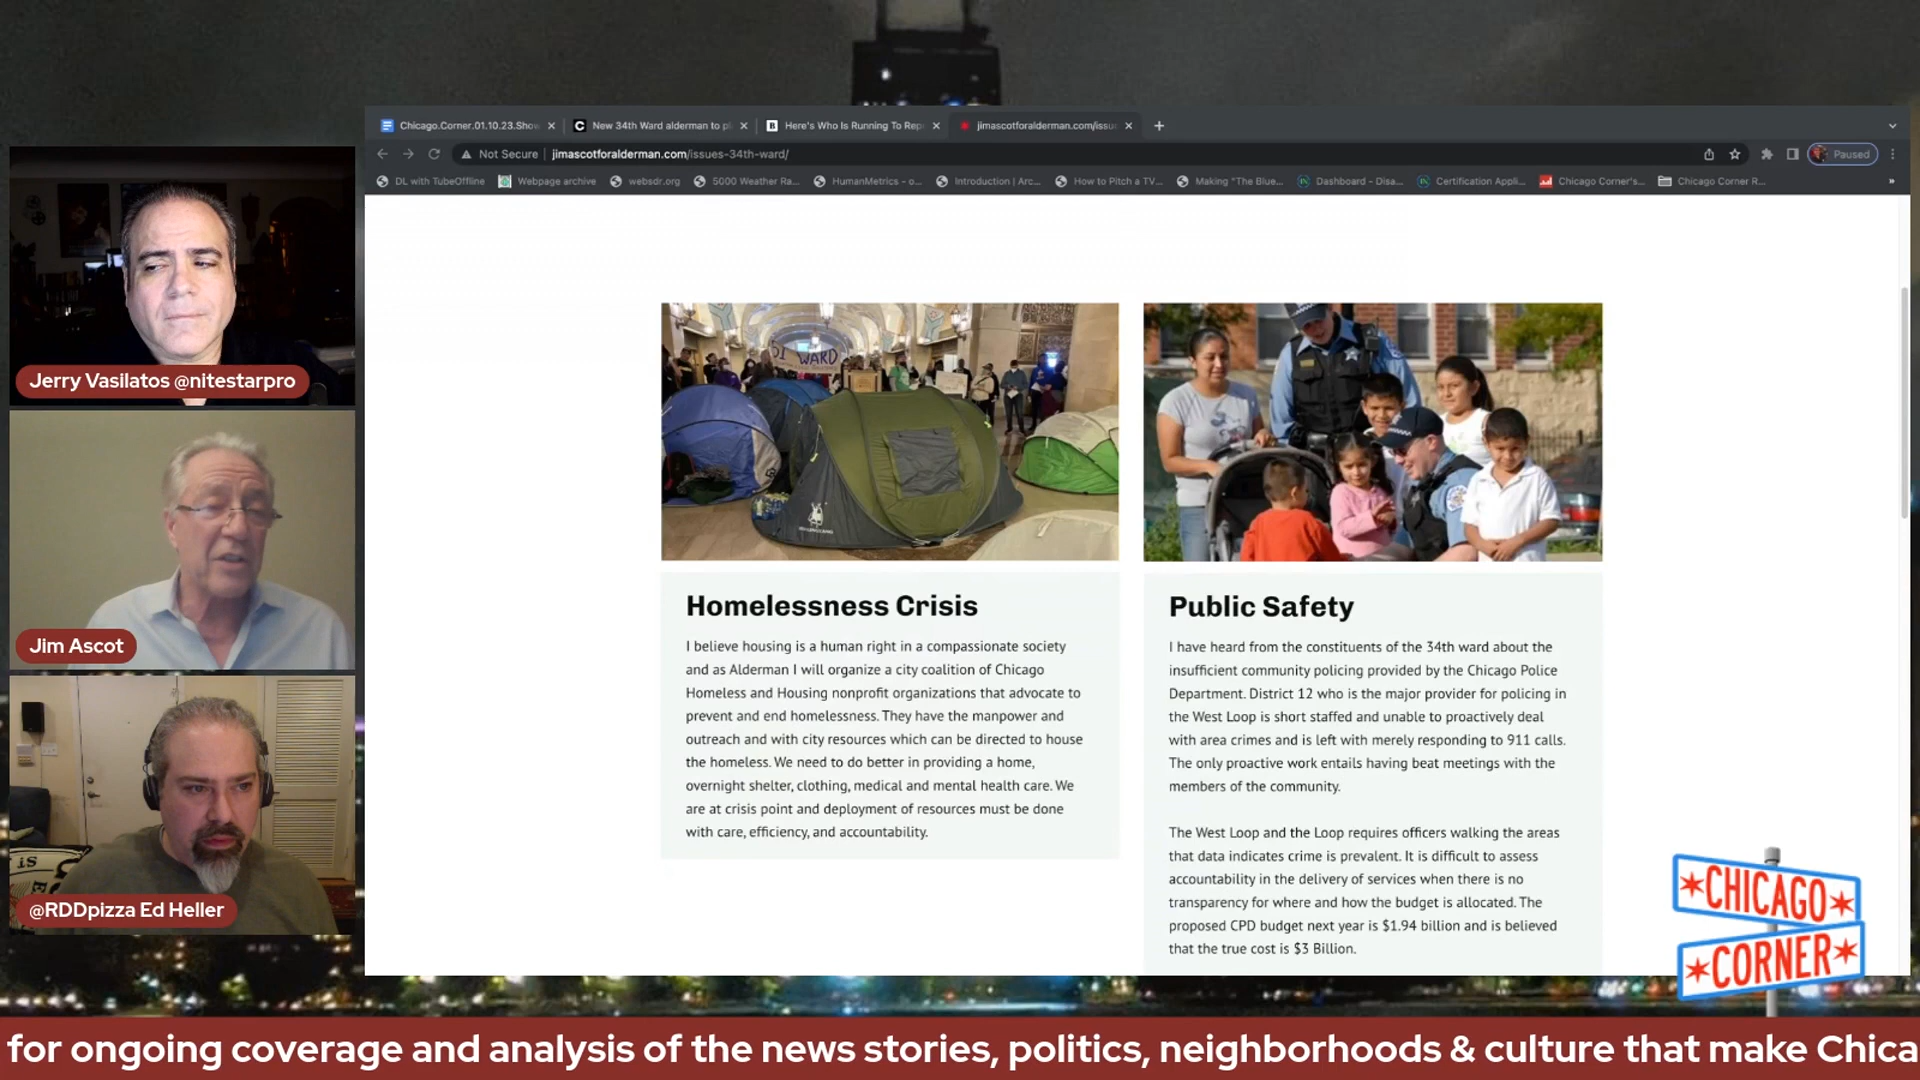 Chicago.Corner.01.10.23.Show
New 34th Ward alderman to pl
Here's Who Is Running To Rep
jimascotforalderman.com/issu
Not Secure
jimascotforalderman.com/issues-34th-ward/
Paused
DL with TubeOffline
Webpage archive
websdr.org
5000 Weather Ra...
HumanMetrics - o...
Introduction | Arc...
How to Pitch a TV...
Making "The Blue...
Dashboard - Disa...
Certification Appli...
Chicago Corner's...
Chicago Corner R...
»
Jerry Vasilatos @nitestarpro
Jim Ascot
iS
@RDDpizza Ed Heller
51 WARD
Homelessness Crisis
I believe housing is a human right in a compassionate society
and as Alderman I will organize a city coalition of Chicago
Homeless and Housing nonprofit organizations that advocate to
prevent and end homelessness. They have the manpower and
outreach and with city resources which can be directed to house
the homeless. We need to do better in providing a home,
overnight shelter, clothing, medical and mental health care. We
are at crisis point and deployment of resources must be done
with care, efficiency, and accountability.
Public Safety
I have heard from the constituents of the 34th ward about the
insufficient community policing provided by the Chicago Police
Department. District 12 who is the major provider for policing in
the West Loop is short staffed and unable to proactively deal
with area crimes and is left with merely responding to 911 calls.
The only proactive work entails having beat meetings with the
members of the community.
The West Loop and the Loop requires officers walking the areas
that data indicates crime is prevalent. It is difficult to assess
accountability in the delivery of services when there is no
transparency for where and how the budget is allocated. The
proposed CPD budget next year is $1.94 billion and is believed
that the true cost is $3 Billion.
CHICAGO
CORNER
for ongoing coverage and analysis of the news stories, politics, neighborhoods & culture that make Chica